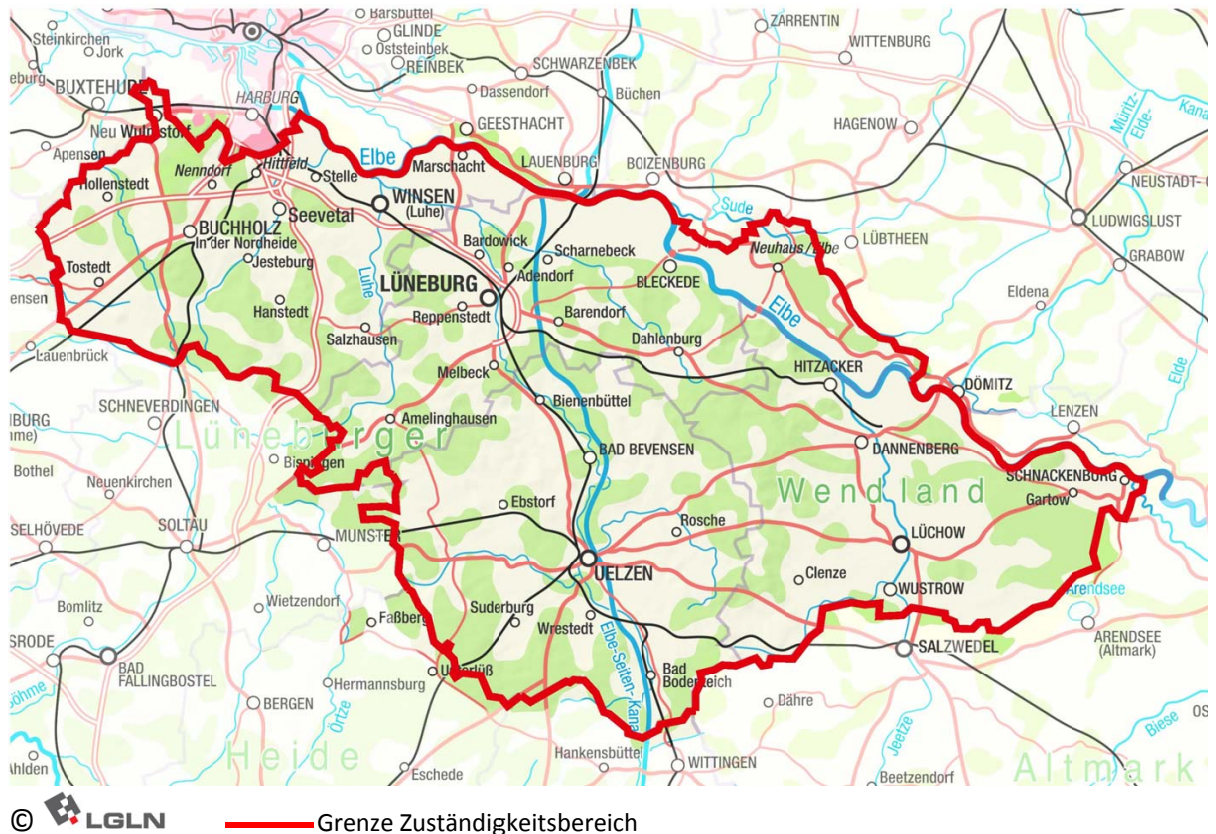 Steinkirchen
Jork
Barsbüttel
GLINDE
Oststeinbek
REINBEK
ZARRENTIN
WITTENBURG
SCHWARZENBEK
Dassendorf
Büchen
BUXTEHUDE
HARBURG
GEESTHACHT
HAGENOW
Müritz-
Elde-
Kana
Neu Wulmstorf
Apensen
Nenndorf
Hittfeld
Stelle
Elbe
Marschacht
LAUENBURG
BOIZENBURG
NEUSTADT-
Hollenstedt
WINSEN
(Luhe)
Sude
LUDWIGSLUST
Seevetal
BUCHHOLZ
In der Nordheide
Jesteburg
Bardowick
Scharnebeck
Neuhaus/Elbe
LÜBTHEEN
GRABOW
Tostedt
Luhe
LÜNEBURG
Adendorf
BLECKEDE
Eldena
Hanstedt
Reppenstedt
Barendorf
Elbe
Salzhausen
Dahlenburg
Lauenbrück
Melbeck
HITZACKER
DÖMITZ
Elde
SCHNEVERDINGEN
Bienenbüttel
LENZEN
Amelinghausen
Lüneburger
DANNENBERG
Bothel
Bispingen
BAD BEVENSEN
SCHNACKENBURG
Neuenkirchen
Wendland
Gartow
Ebstorf
Rosche
SOLTAU
MUNSTER
LÜCHOW
UELZEN
Clenze
Bomlitz
Wietzendorf
Suderburg
WUSTROW
Arendsee
Faßberg
Wrestedt
ARENDSEE
(Altmark)
SALZWEDEL
BAD
FALLINGBOSTEL
Unterlüß
Elbe-Seiten-Kanal
Bad
Bodenteich
Hermannsburg
BERGEN
Örtze
Dähre
Biese
Jeetze
Heide
Hankensbüttel
WITTINGEN
Altmark
Eschede
Beetzendorf
© LGLN Grenze Zuständigkeitsbereich